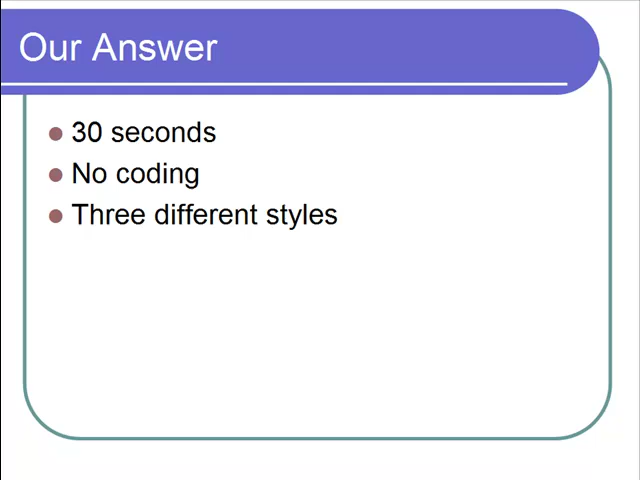 Our Answer
30 seconds
No coding
Three different styles